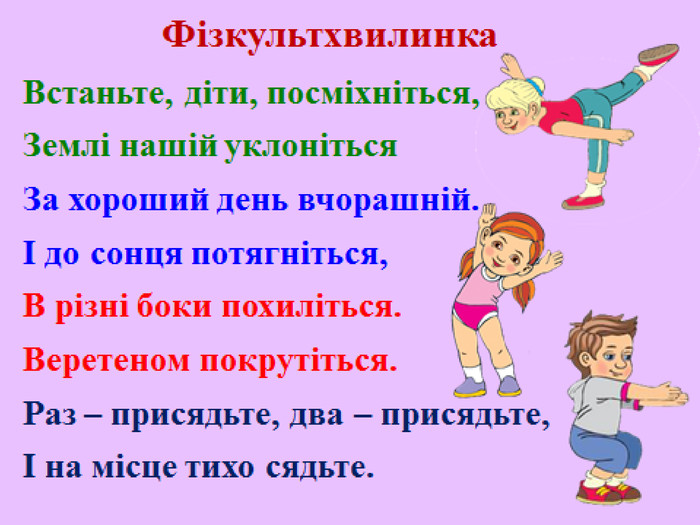 Фізкультхвилинка
Встаньте, діти, посміхніться,
Землі нашій уклоніться
За хороший день вчорашній.
І до сонця потягніться,
В різні боки похиліться.
Веретеном покрутіться.
Раз – присядьте, два – присядьте,
І на місце тихо сядьте.